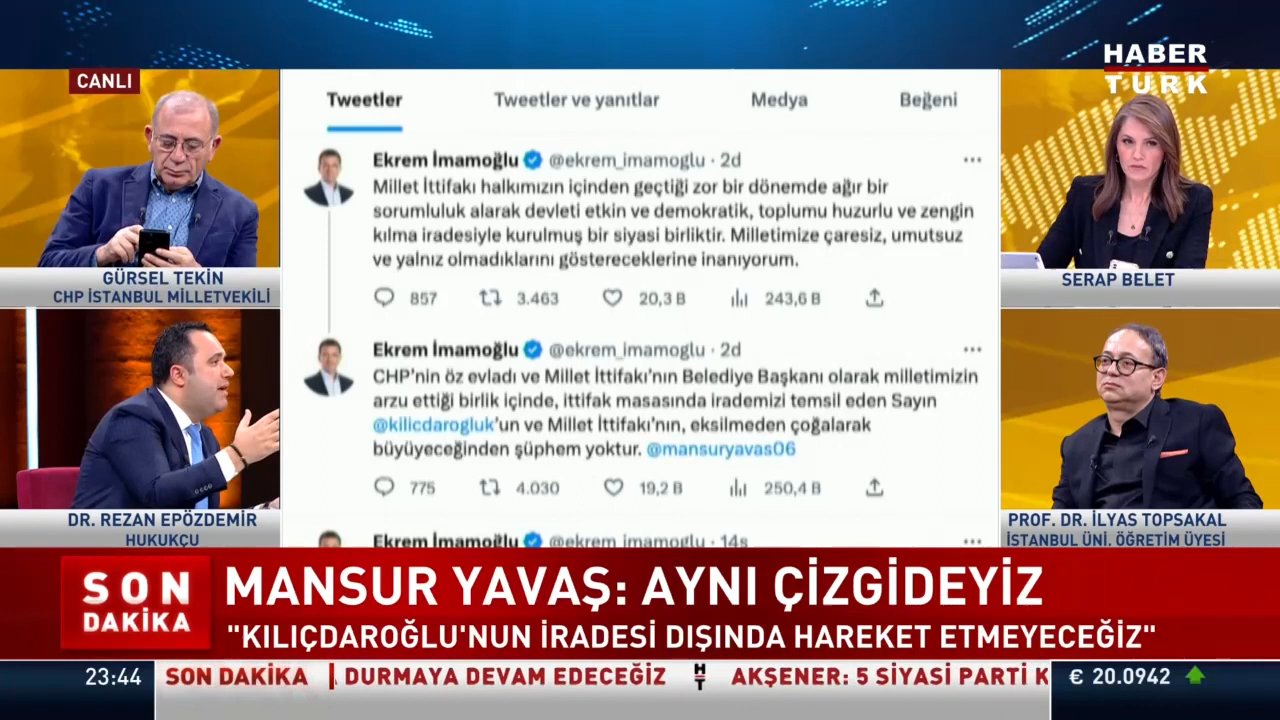 HABER
TÜRK
CANLI
GÜRSEL TEKİN
CHP İSTANBUL MİLLETVEKİLİ
DR. REZAN EPÖZDEMİR
HUKUKÇU
Tweetler Tweetler ve yanıtlar Medya Beğeni
Ekrem İmamoğlu @ekrem_imamoglu · 2d
Millet İttifakı halkımızın içinden geçtiği zor bir dönemde ağır bir
sorumluluk alarak devleti etkin ve demokratik, toplumu huzurlu ve zengin
kılma iradesiyle kurulmuş bir siyasi birliktir. Milletimize çaresiz, umutsuz
ve yalnız olmadıklarını göstereceklerine inanıyorum.
857 3.463 20,3 B 243,6 B
Ekrem İmamoğlu @ekrem_imamoglu · 2d
CHP'nin öz evladı ve Millet İttifakı'nın Belediye Başkanı olarak milletimizin
arzu ettiği birlik içinde, ittifak masasında irademizi temsil eden Sayın
@kilicdarogluk'un ve Millet İttifakı'nın, eksilmeden çoğalarak
büyüyeceğinden şüphem yoktur. @mansuryavas06
775 4.030 19,2 B 250,4 B
Ekrem İmamoğlu @ekrem_imamoglu · 14s
SERAP BELET
PROF. DR. İLYAS TOPSAKAL
İSTANBUL ÜNİ. ÖĞRETİM ÜYESİ
SON
DAKİKA
MANSUR YAVAŞ: AYNI ÇİZGİDEYİZ
"KILIÇDAROĞLU'NUN İRADESİ DIŞINDA HAREKET ETMEYECEĞİZ"
23:44 SON DAKİKA DURMAYA DEVAM EDECEĞİZ HT AKŞENER: 5 SİYASİ PARTİ K € 20.0942